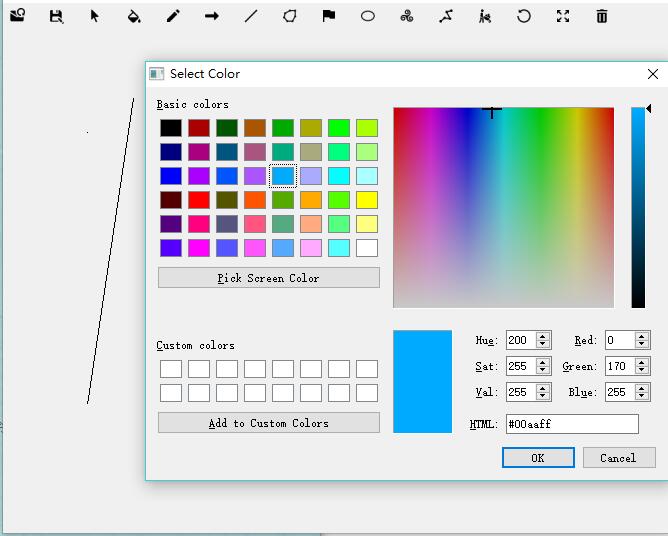 Select Color
Basic colors
Pick Screen Color
Custom colors
Add to Custom Colors
Hue: 200 Red: 0
Sat: 255 Green: 170
Val: 255 Blue: 255
HTML: #00aaff
OK Cancel